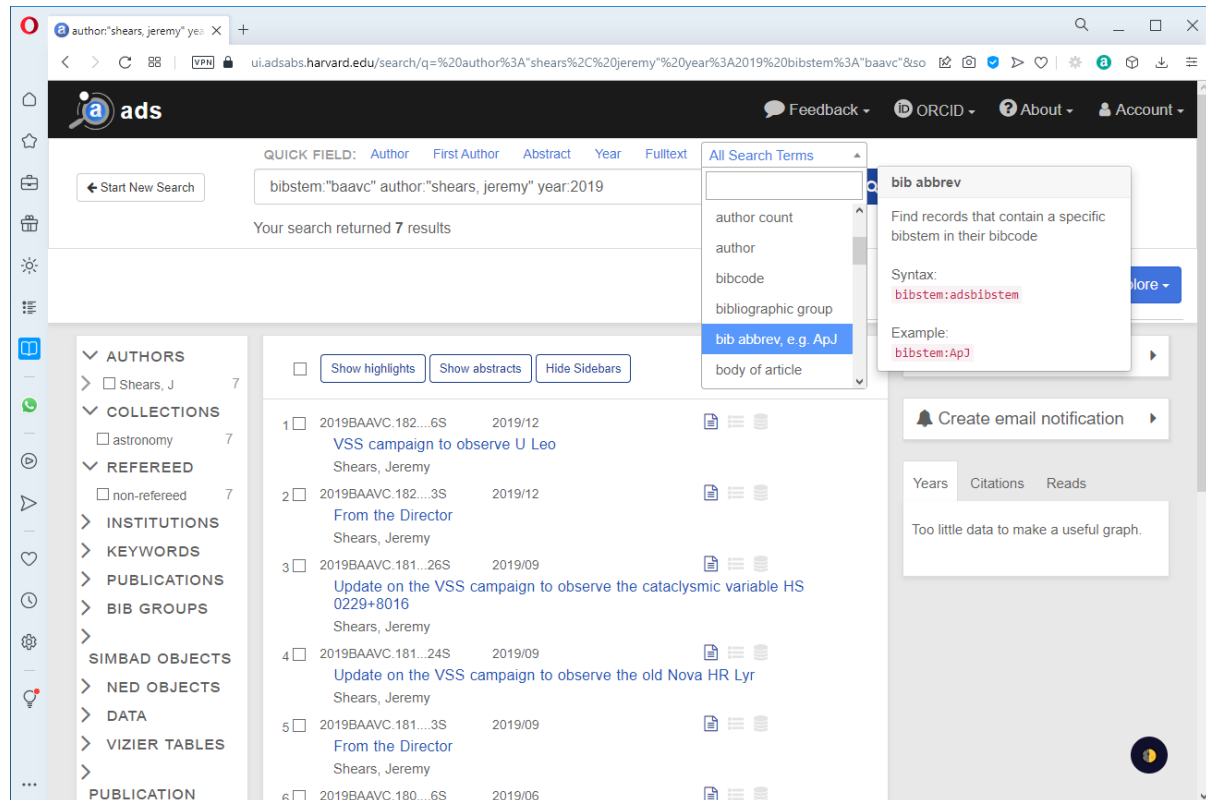 author:"shears, jeremy" yea
VPN
ui.adsabs.harvard.edu/search/q=%20author%3A"shears%2C%20jeremy"%20year%3A2019%20bibstem%3A"baavc"&so
ads
Feedback
ORCID
About
Account
QUICK FIELD: Author First Author Abstract Year Fulltext All Search Terms
Start New Search
bibstem:"baavc" author:"shears, jeremy" year:2019
Your search returned 7 results
author count
author
bibcode
bibliographic group
bib abbrev, e.g. ApJ
body of article
bib abbrev
Find records that contain a specific
bibstem in their bibcode
Syntax:
bibstem:adsbibstem
Example:
bibstem:ApJ
lore
AUTHORS
Shears, J 7
COLLECTIONS
astronomy 7
REFEREED
non-refereed 7
INSTITUTIONS
KEYWORDS
PUBLICATIONS
BIB GROUPS
SIMBAD OBJECTS
NED OBJECTS
DATA
VIZIER TABLES
PUBLICATION
Show highlights Show abstracts Hide Sidebars
1 2019BAAVC.182....6S 2019/12
VSS campaign to observe U Leo
Shears, Jeremy
2 2019BAAVC.182....3S 2019/12
From the Director
Shears, Jeremy
3 2019BAAVC.181...26S 2019/09
Update on the VSS campaign to observe the cataclysmic variable HS
0229+8016
Shears, Jeremy
4 2019BAAVC.181...24S 2019/09
Update on the VSS campaign to observe the old Nova HR Lyr
Shears, Jeremy
5 2019BAAVC.181....3S 2019/09
From the Director
Shears, Jeremy
6 2019BAAVC.180....6S 2019/06
Create email notification
Years Citations Reads
Too little data to make a useful graph.